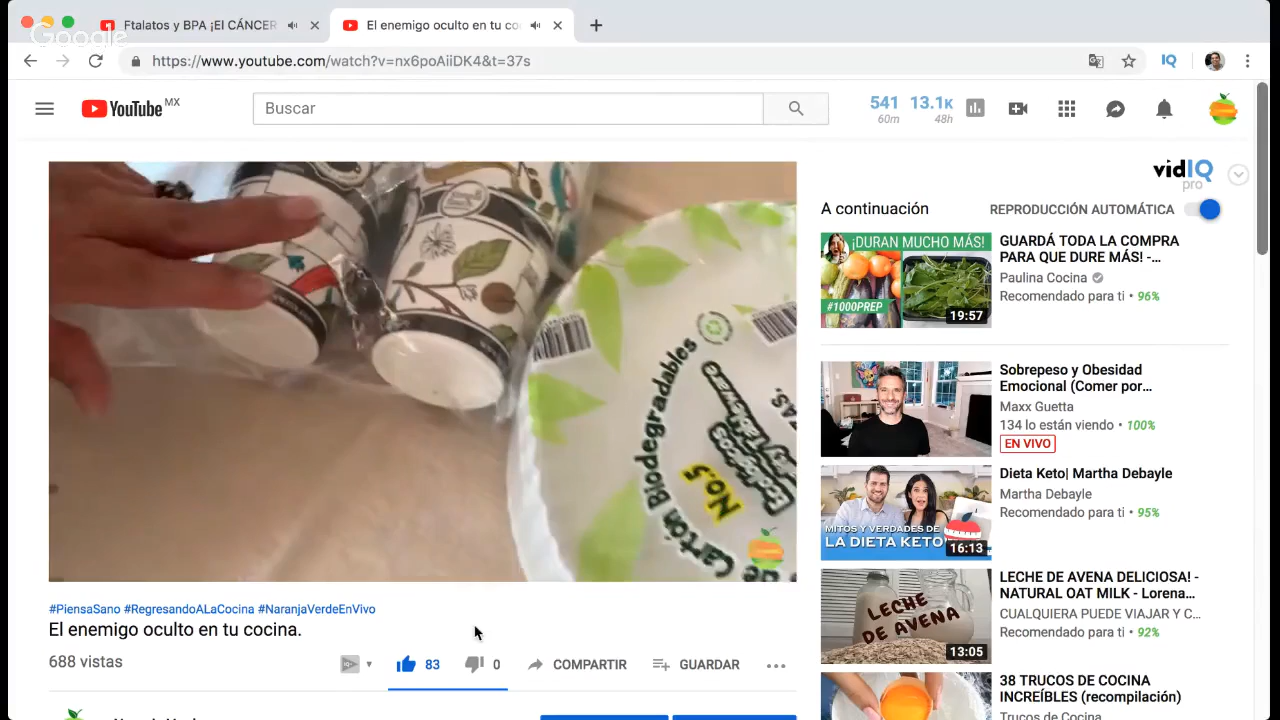 Ftalatos y BPA ¡El CÁNCER
El enemigo oculto en tu co
Google
https://www.youtube.com/watch?v=nx6poAiiDK4&t=37s
IQ
YouTube MX
Buscar
541 13.1K
60m 48h
vidIQ
pro
A continuación
REPRODUCCIÓN AUTOMÁTICA
¡DURAN MUCHO MÁS!
#1000PREP
19:57
GUARDÁ TODA LA COMPRA
PARA QUE DURE MÁS! -...
Paulina Cocina
Recomendado para ti • 96%
Sobrepeso y Obesidad
Emocional (Comer por...
Maxx Guetta
134 lo están viendo • 100%
EN VIVO
MITOS Y VERDADES DE
LA DIETA KETO
16:13
Dieta Keto| Martha Debayle
Martha Debayle
Recomendado para ti • 95%
LECHE
DE AVENA
13:05
LECHE DE AVENA DELICIOSA! -
NATURAL OAT MILK - Lorena...
CUALQUIERA PUEDE VIAJAR Y C...
Recomendado para ti • 92%
38 TRUCOS DE COCINA
INCREÍBLES (recopilación)
Trucos de Cocina
de Cartón Biodegradables
No.5
#PiensaSano #RegresandoALaCocina #NaranjaVerdeEnVivo
El enemigo oculto en tu cocina.
688 vistas
83
0
COMPARTIR
GUARDAR